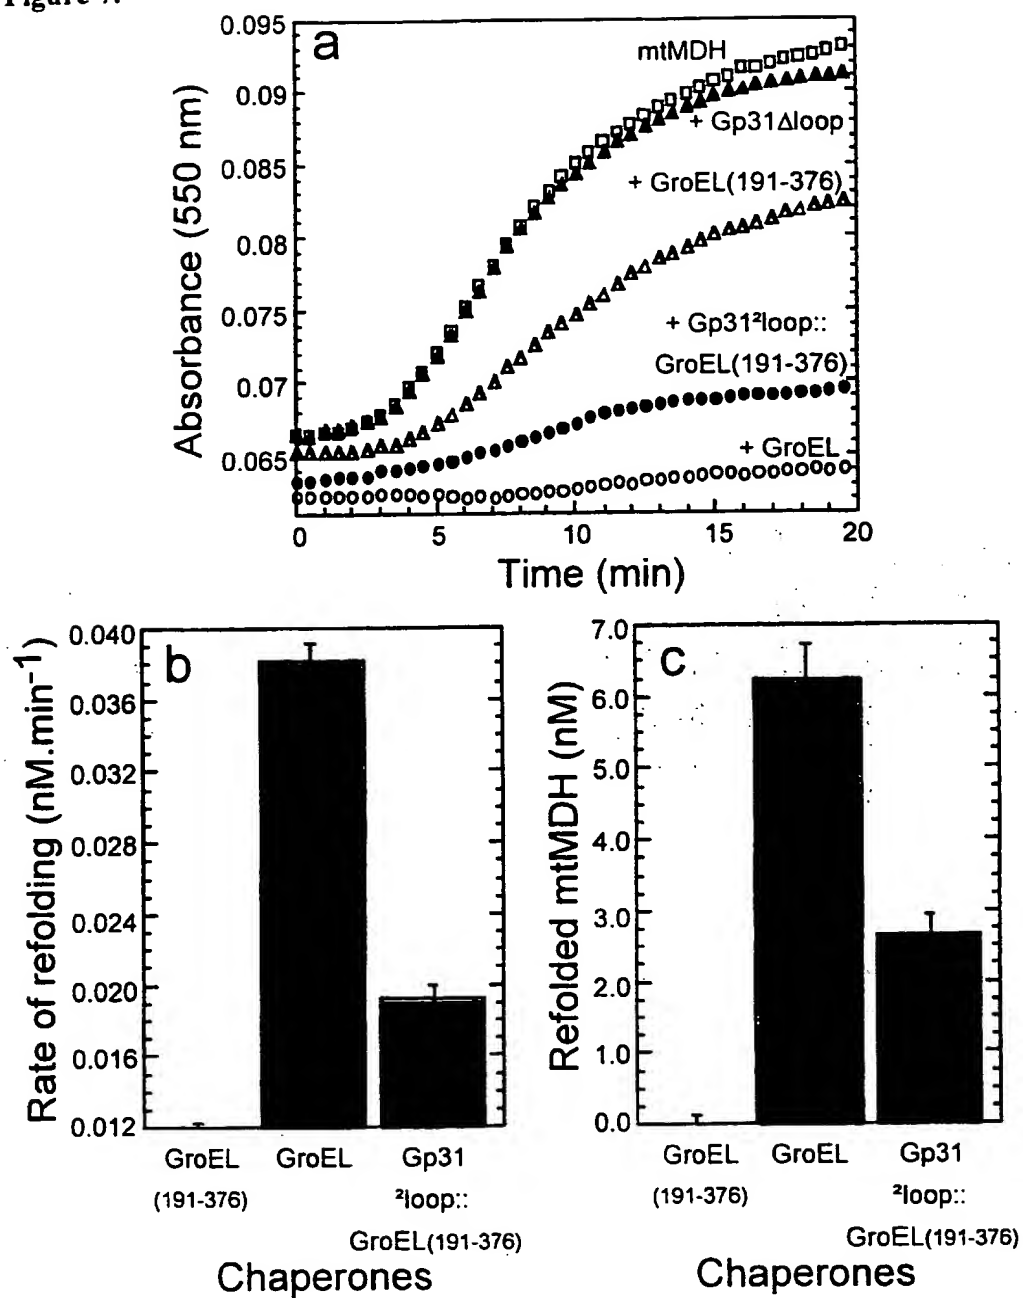 Figure 7.
a
0.095
0.09
0.085
0.08
0.075
0.07
0.065
Absorbance (550 nm)
mtMDH
+ Gp31Δloop
+ GroEL(191-376)
+ Gp31²loop::
GroEL(191-376)
+ GroEL
0 5 10 15 20
Time (min)
b
0.040
0.036
0.032
0.028
0.024
0.020
0.016
0.012
Rate of refolding (nM.min⁻¹)
GroEL GroEL Gp31
(191-376) ²loop::
GroEL(191-376)
Chaperones
c
7.0
6.0
5.0
4.0
3.0
2.0
1.0
0.0
Refolded mtMDH (nM)
GroEL GroEL Gp31
(191-376) ²loop::
GroEL(191-376)
Chaperones